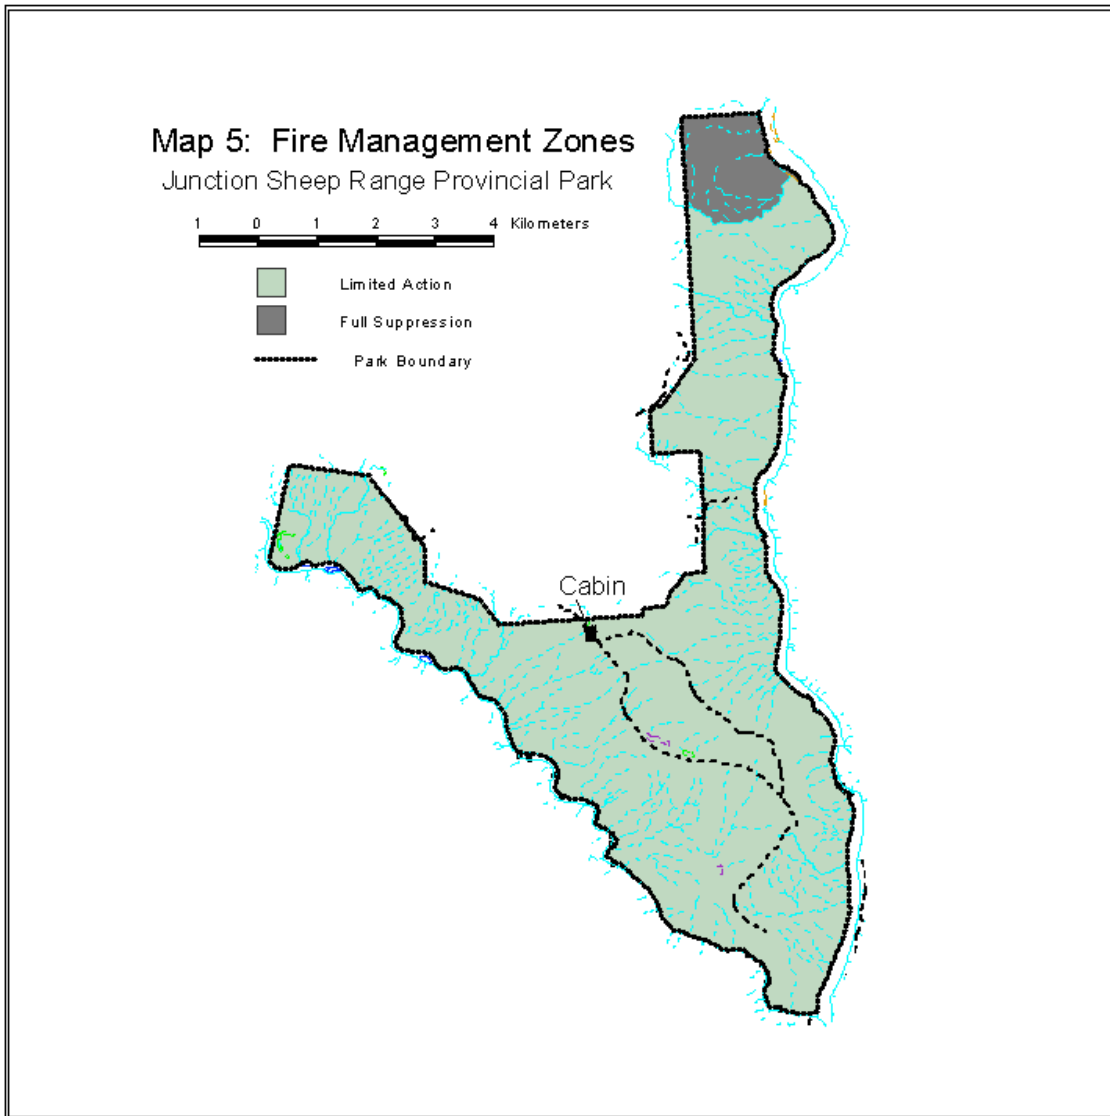 Map 5: Fire Management Zones
Junction Sheep Range Provincial Park
1 0 1 2 3 4 Kilometers
Limited Action
Full Suppression
Park Boundary
Cabin